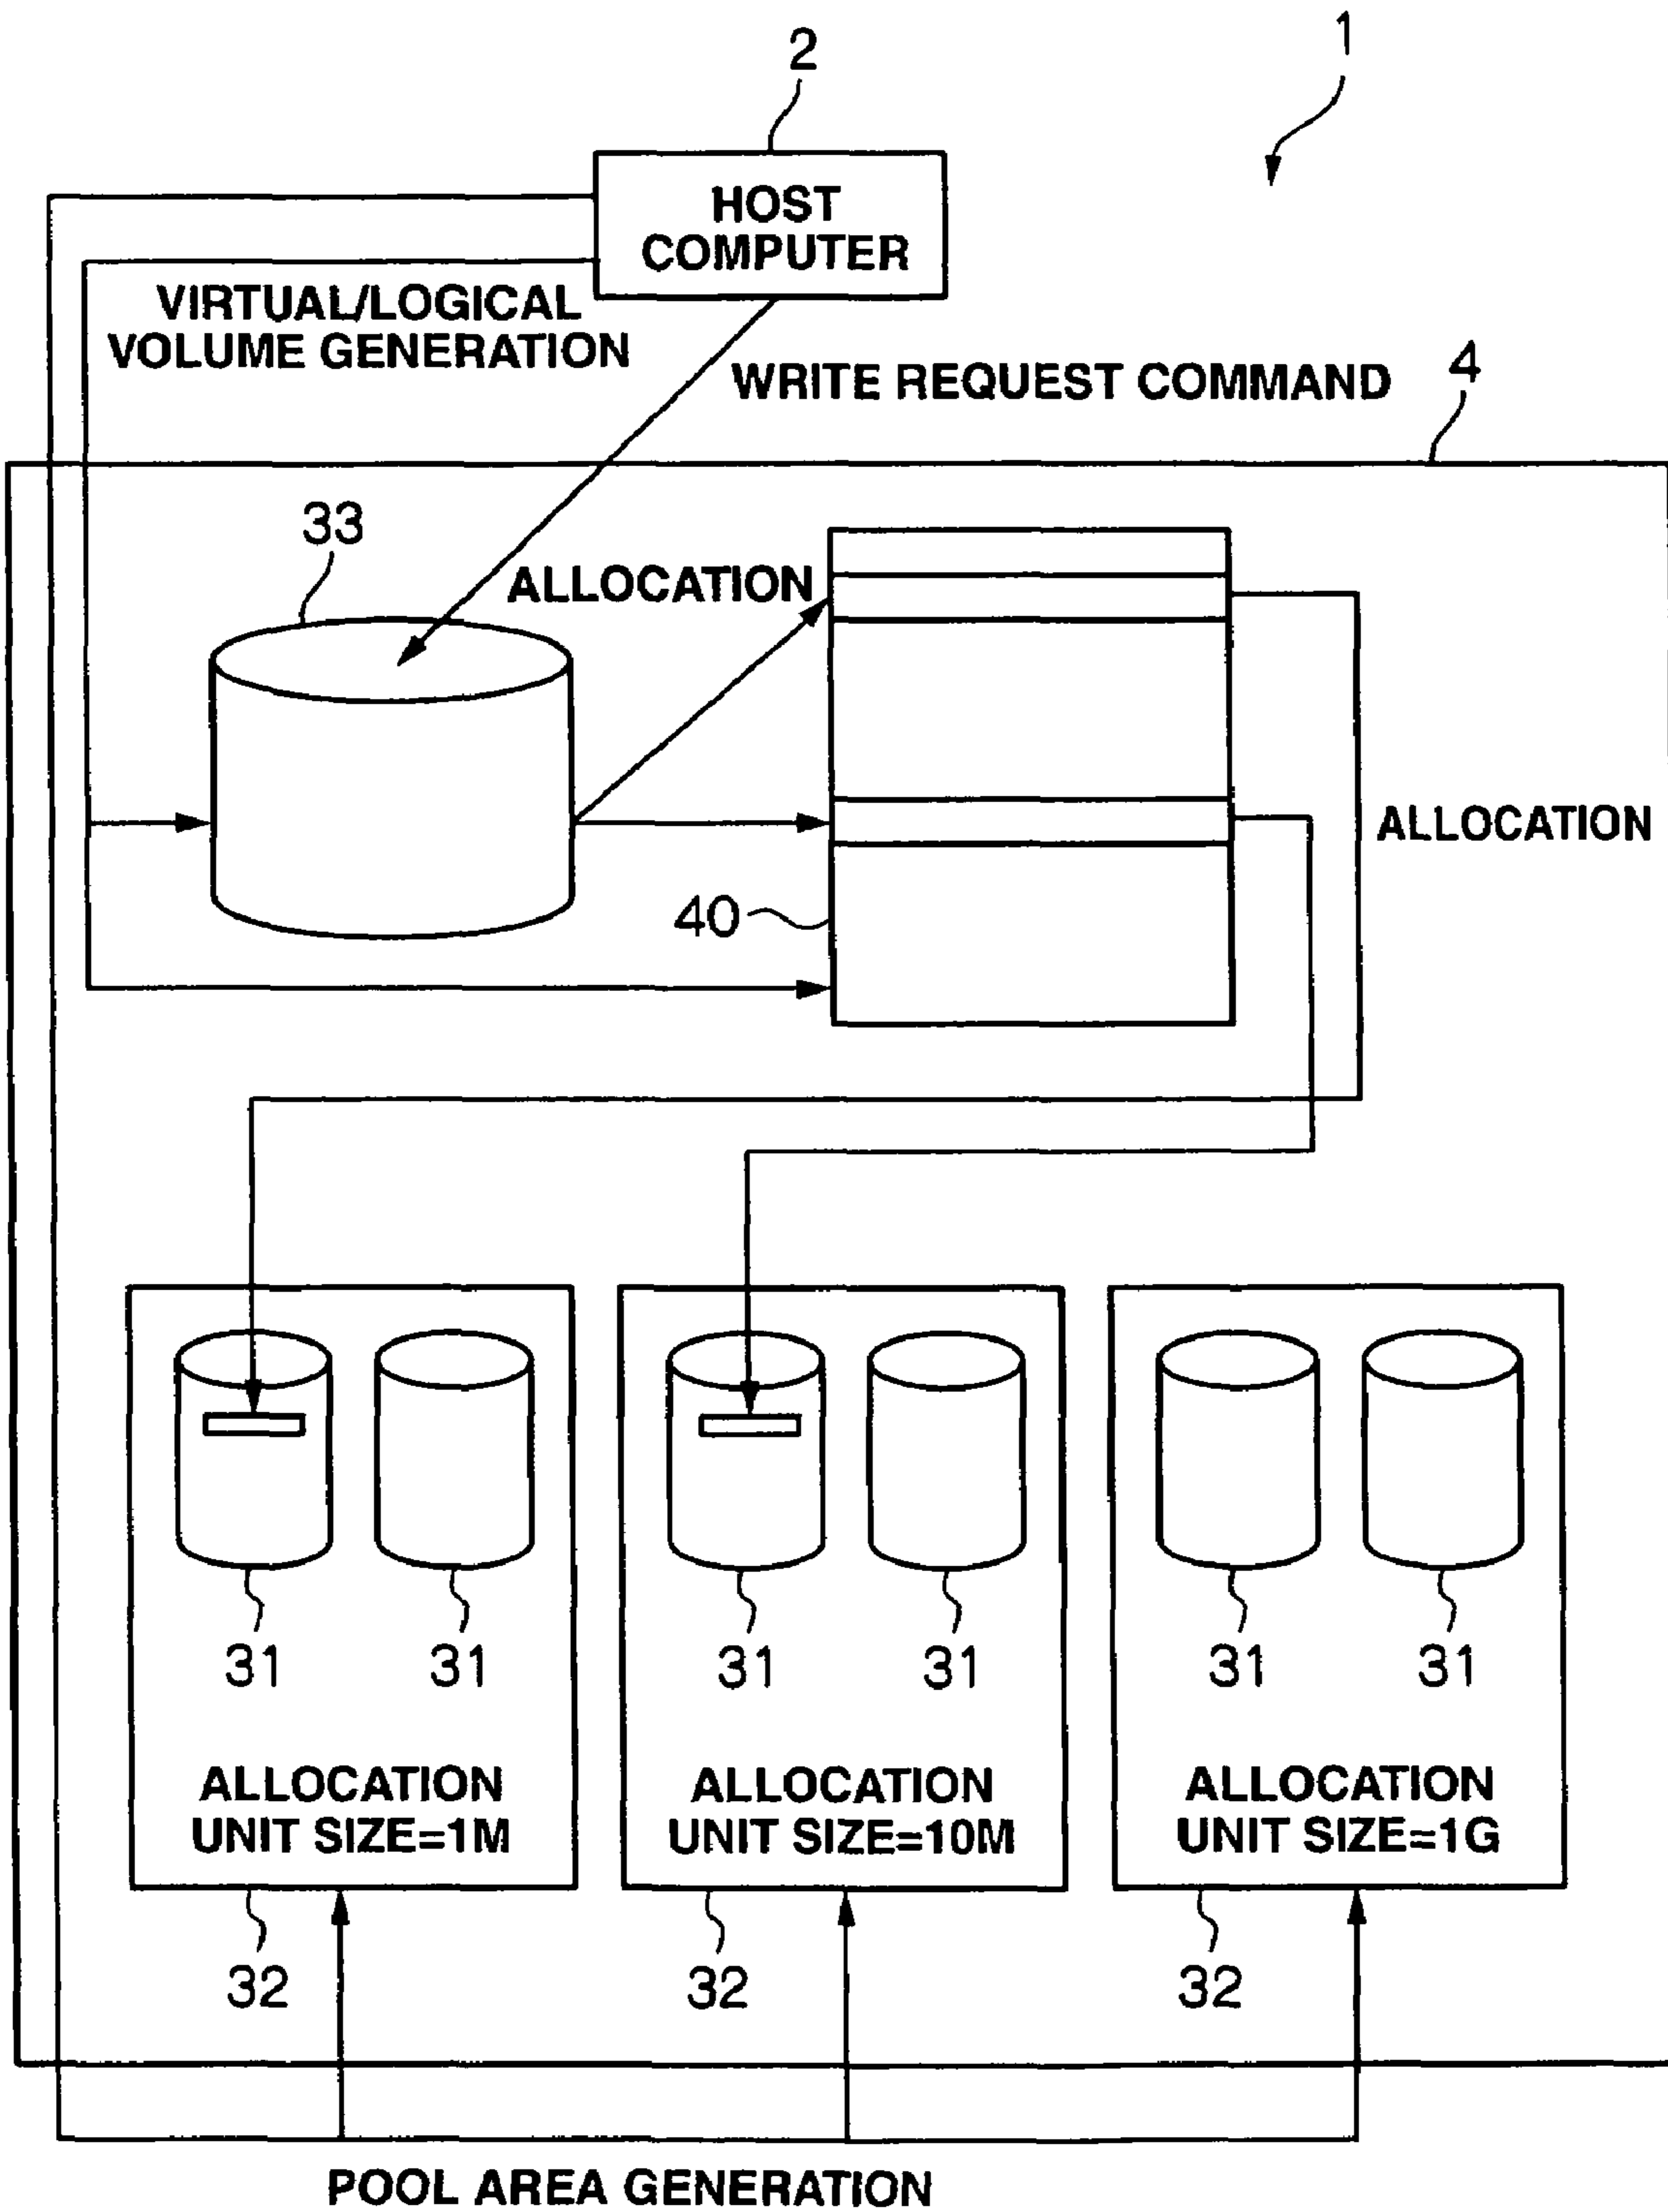 1
2
HOST
COMPUTER
VIRTUAL/LOGICAL
VOLUME GENERATION
WRITE REQUEST COMMAND
4
33
ALLOCATION
ALLOCATION
40
31
31
31
31
31
31
ALLOCATION
UNIT SIZE=1M
ALLOCATION
UNIT SIZE=10M
ALLOCATION
UNIT SIZE=1G
32
32
32
POOL AREA GENERATION